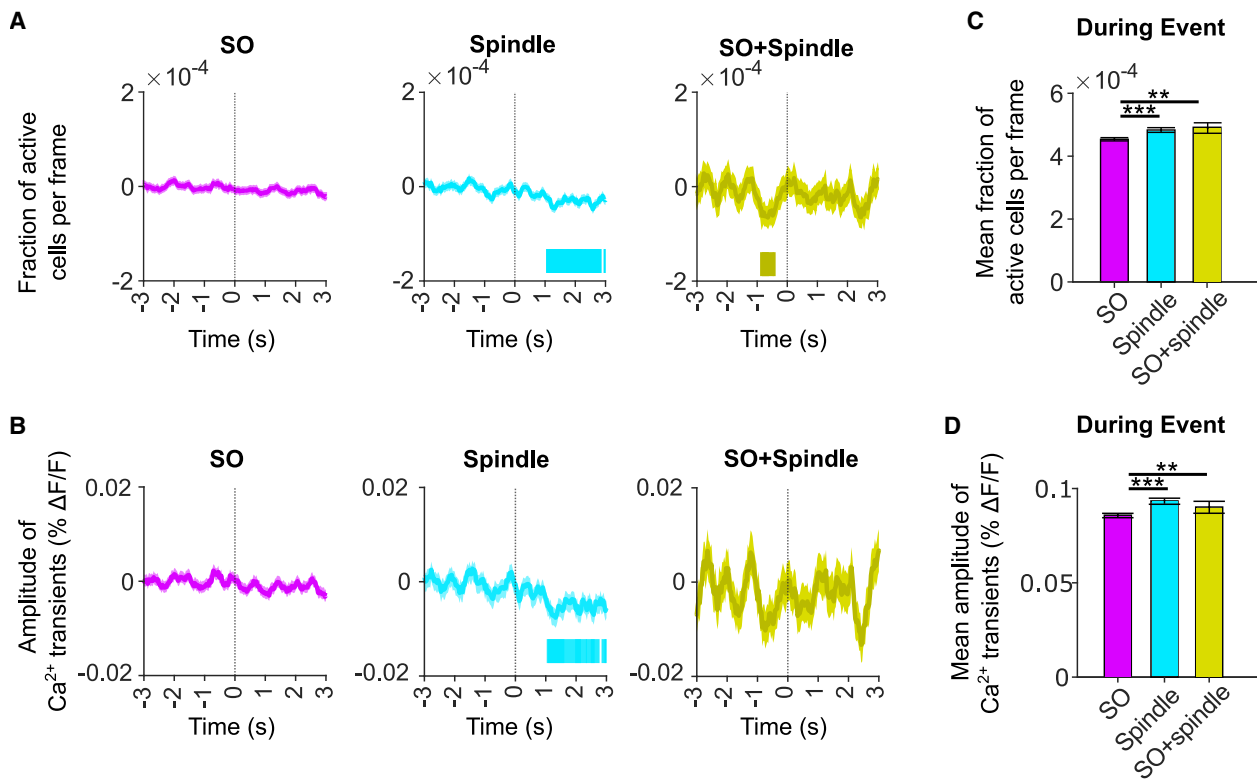 A
SO
Spindle
SO+Spindle
Fraction of active
cells per frame
×10⁻⁴
2
0
-2
-3
-2
-1
0
1
2
3
Time (s)
×10⁻⁴
2
0
-2
-3
-2
-1
0
1
2
3
Time (s)
×10⁻⁴
2
0
-2
-3
-2
-1
0
1
2
3
Time (s)
C
During Event
Mean fraction of
active cells per frame
×10⁻⁴
6
4
2
0
**
***
SO
Spindle
SO+spindle
B
SO
Spindle
SO+Spindle
Amplitude of
Ca²⁺ transients (% ΔF/F)
0.02
0
-0.02
-3
-2
-1
0
1
2
3
Time (s)
0.02
0
-0.02
-3
-2
-1
0
1
2
3
Time (s)
0.02
0
-0.02
-3
-2
-1
0
1
2
3
Time (s)
D
During Event
Mean amplitude of
Ca²⁺ transients (% ΔF/F)
0.1
0.05
0
**
***
SO
Spindle
SO+spindle